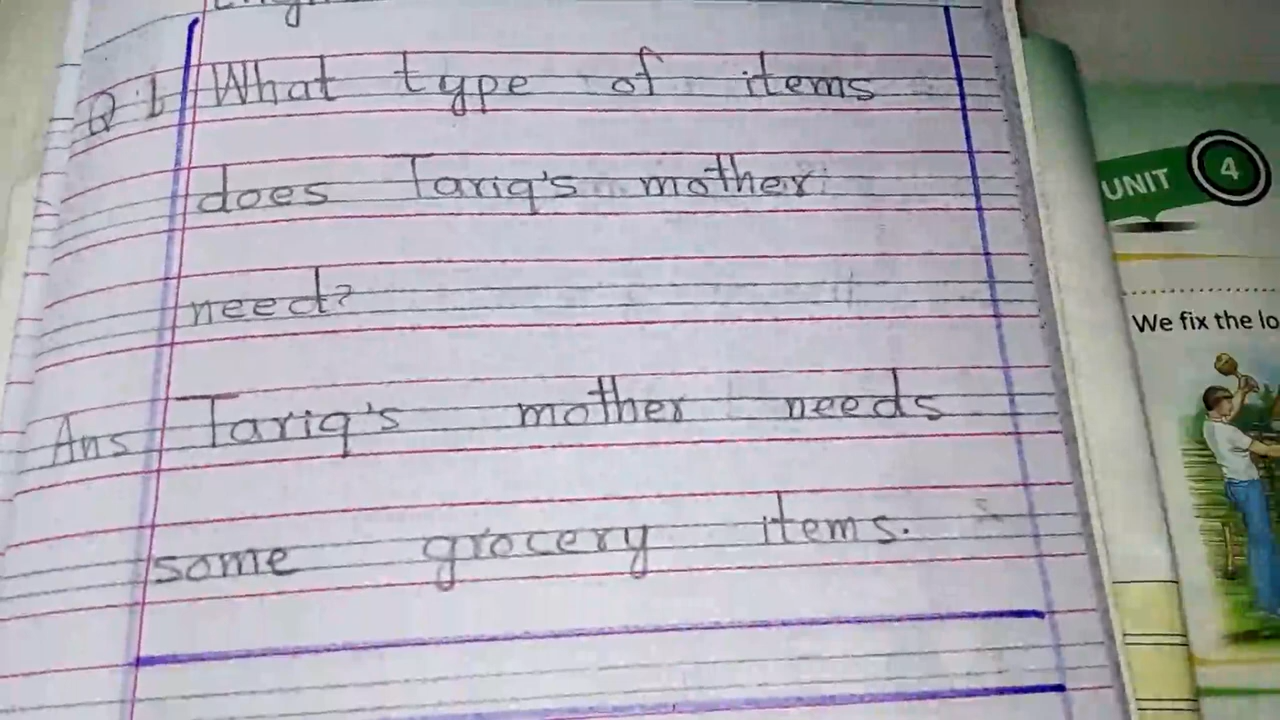 Q.1 What type of items
does Tariq's mother
need?
Ans Tariq's mother needs
some grocery items.
UNIT 4
We fix the lo